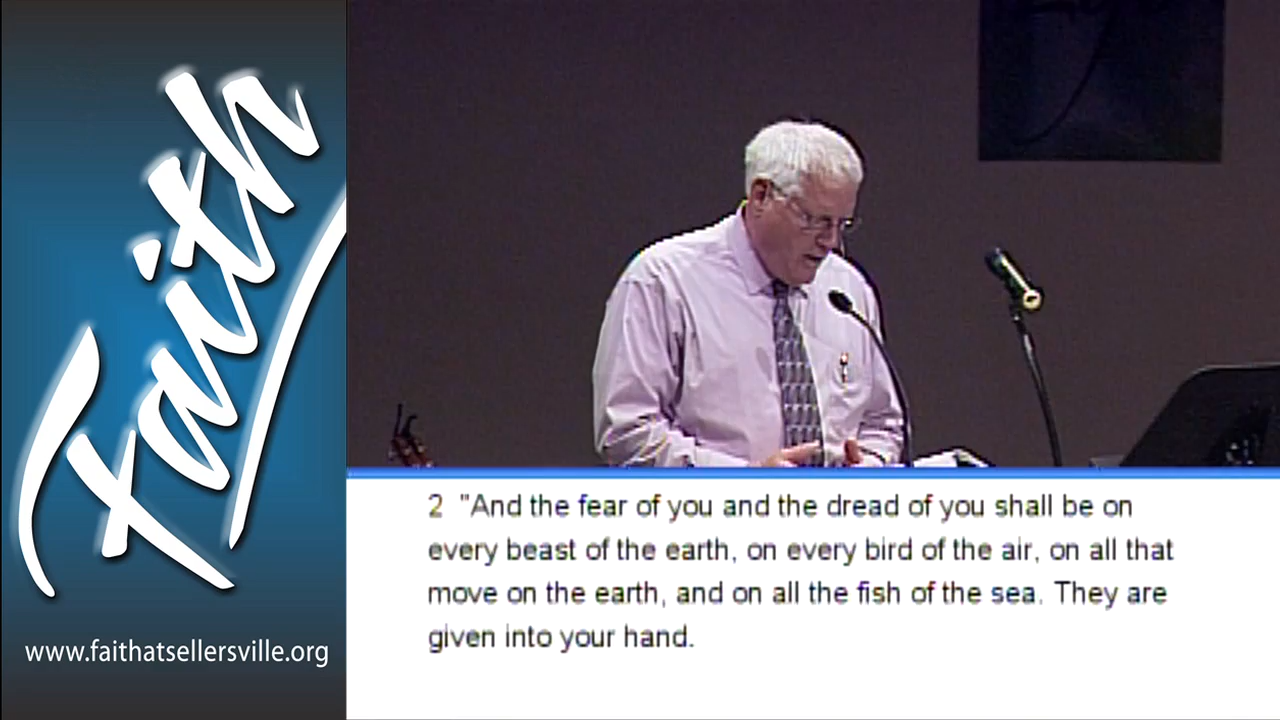 Faith
www.faithatsellersville.org
2 "And the fear of you and the dread of you shall be on
every beast of the earth, on every bird of the air, on all that
move on the earth, and on all the fish of the sea. They are
given into your hand.